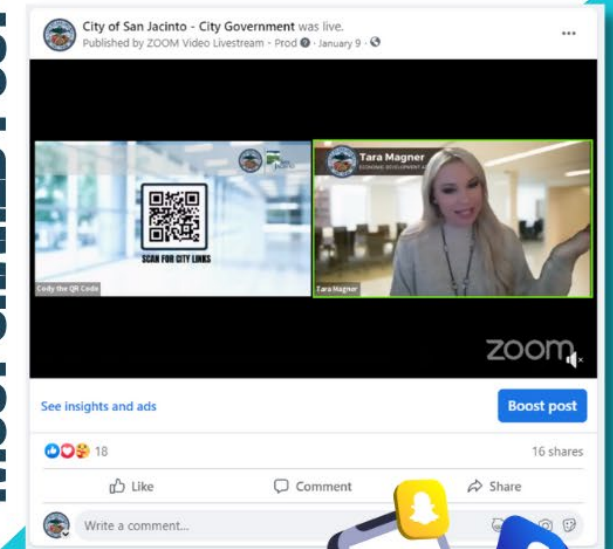 City of San Jacinto - City Government was live.
Published by ZOOM Video Livestream - Prod · January 9 ·
Tara Magner
SCAN FOR CITY LINKS
Cody the QR Code
Tara Magner
zoom
See insights and ads
Boost post
18
16 shares
Like
Comment
Share
Write a comment...